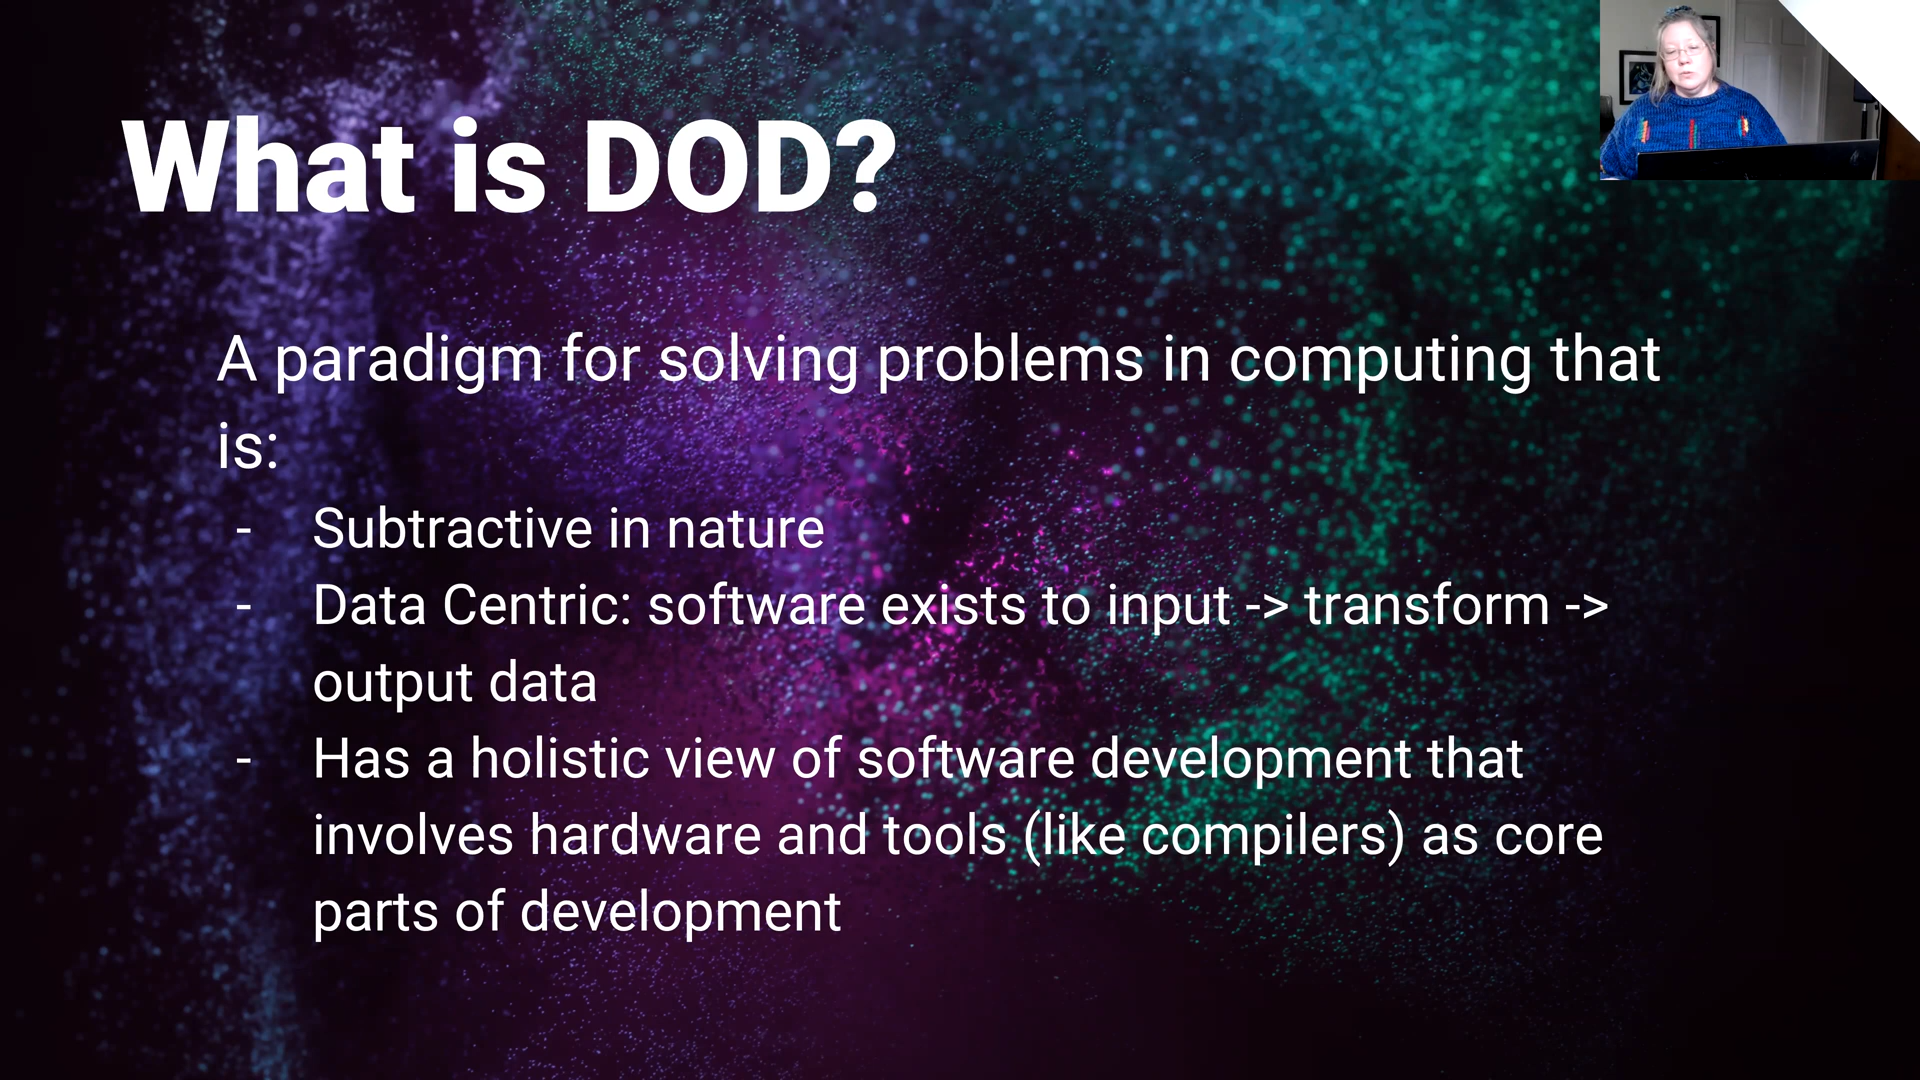 What is DOD?
A paradigm for solving problems in computing that
is:
- Subtractive in nature
- Data Centric: software exists to input -> transform ->
output data
- Has a holistic view of software development that
involves hardware and tools (like compilers) as core
parts of development